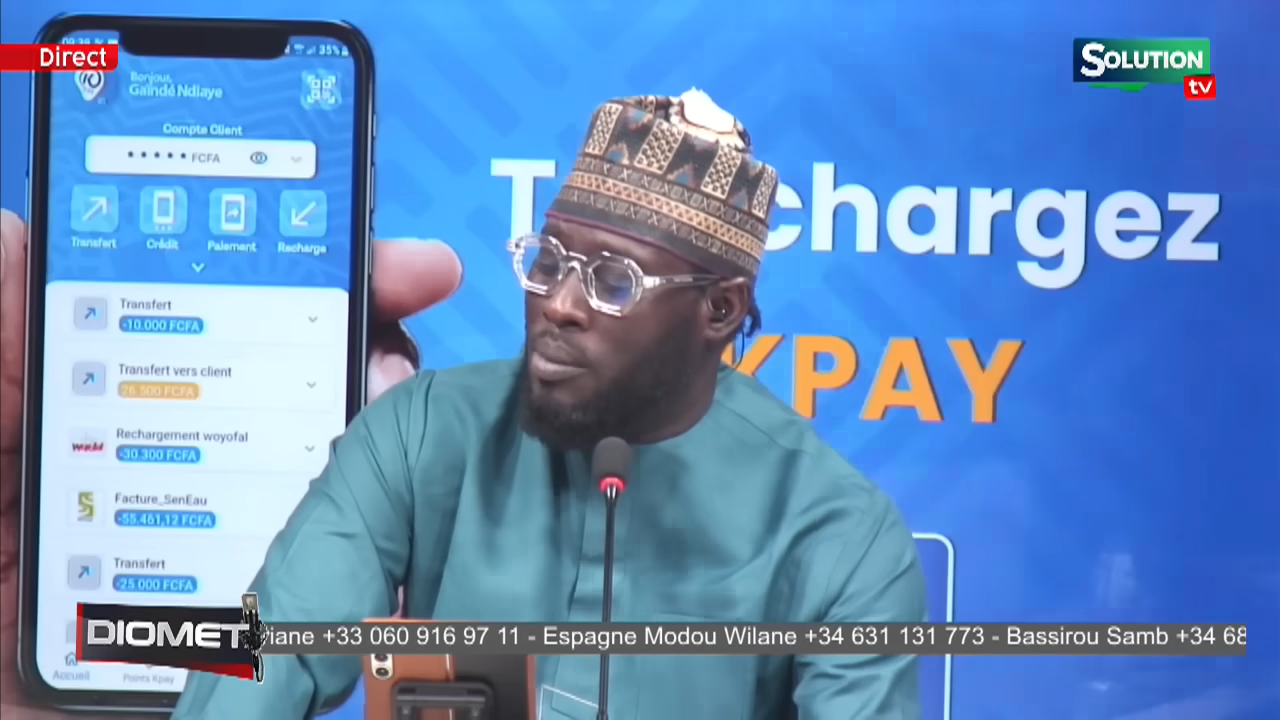 Direct
SOLUTION
tv
35%
Bonjour,
Gaïndé Ndiaye
Compte Client
FCFA
Transfert
Crédit
Paiement
Recharge
Transfert
-10.000 FCFA
Transfert vers client
26.500 FCFA
Rechargement woyofal
-30.300 FCFA
Facture_SenEau
-55.461,12 FCFA
Transfert
-25.000 FCFA
Accueil
Points Kpay
chargez
KPAY
DIOMET
iane +33 060 916 97 11 - Espagne Modou Wilane +34 631 131 773 - Bassirou Samb +34 68